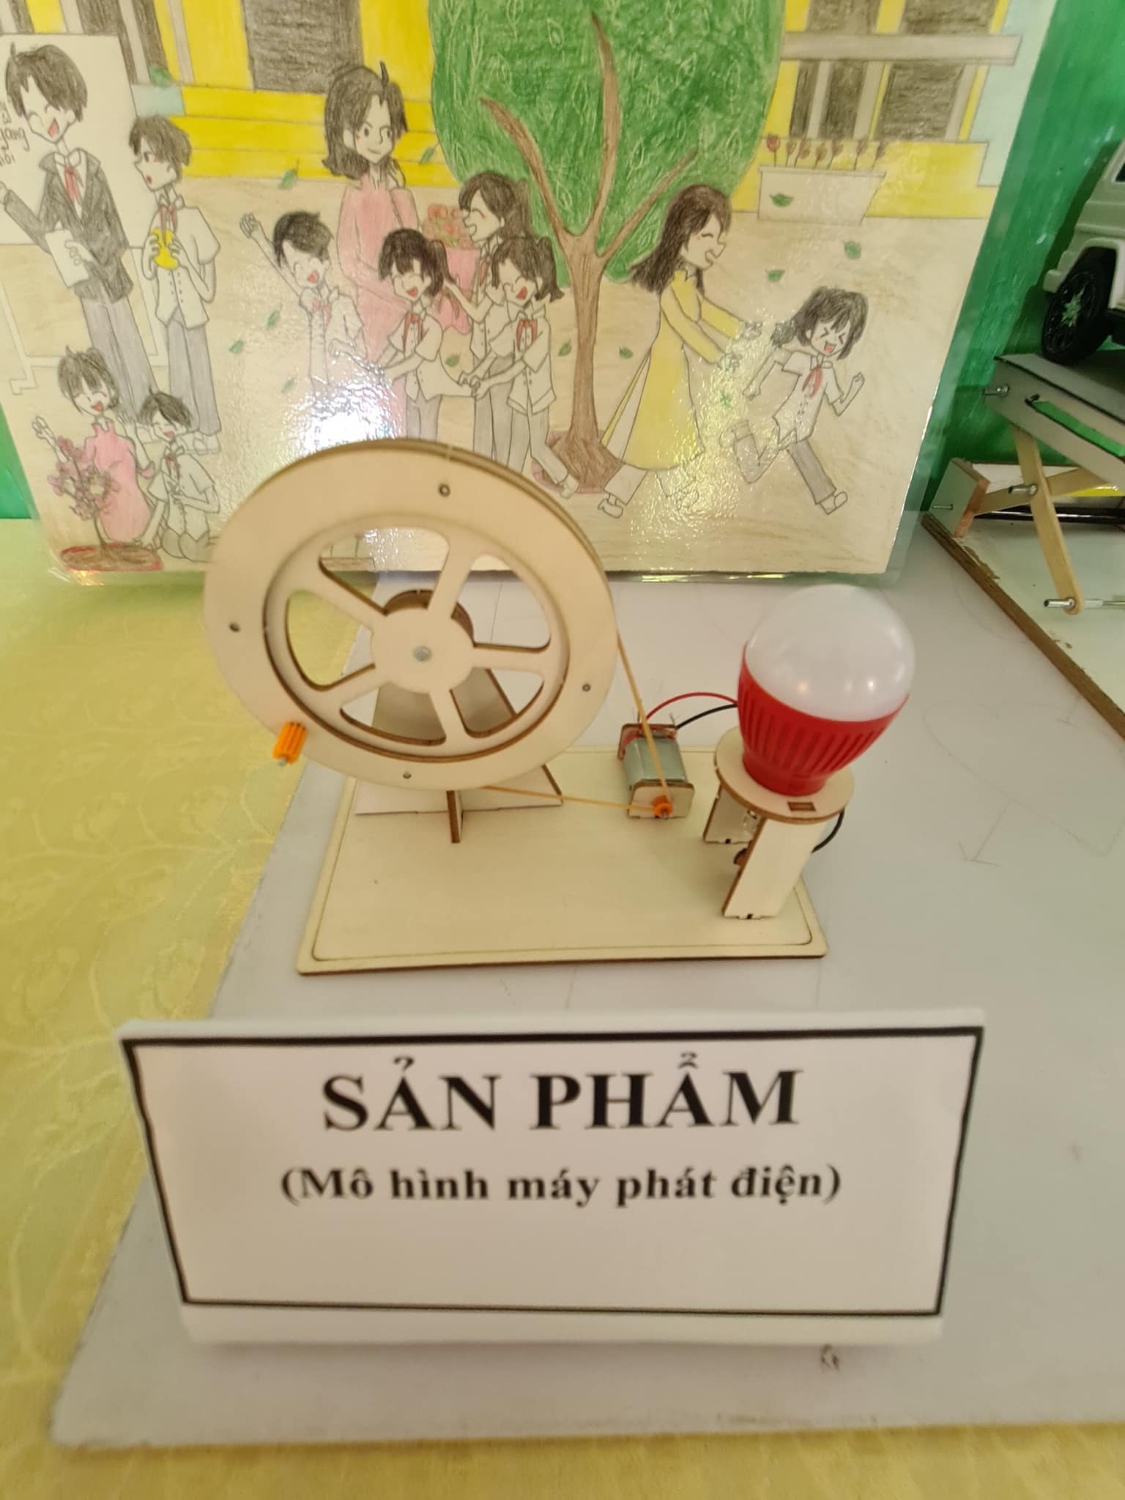 SẢN PHẨM
(Mô hình máy phát điện)